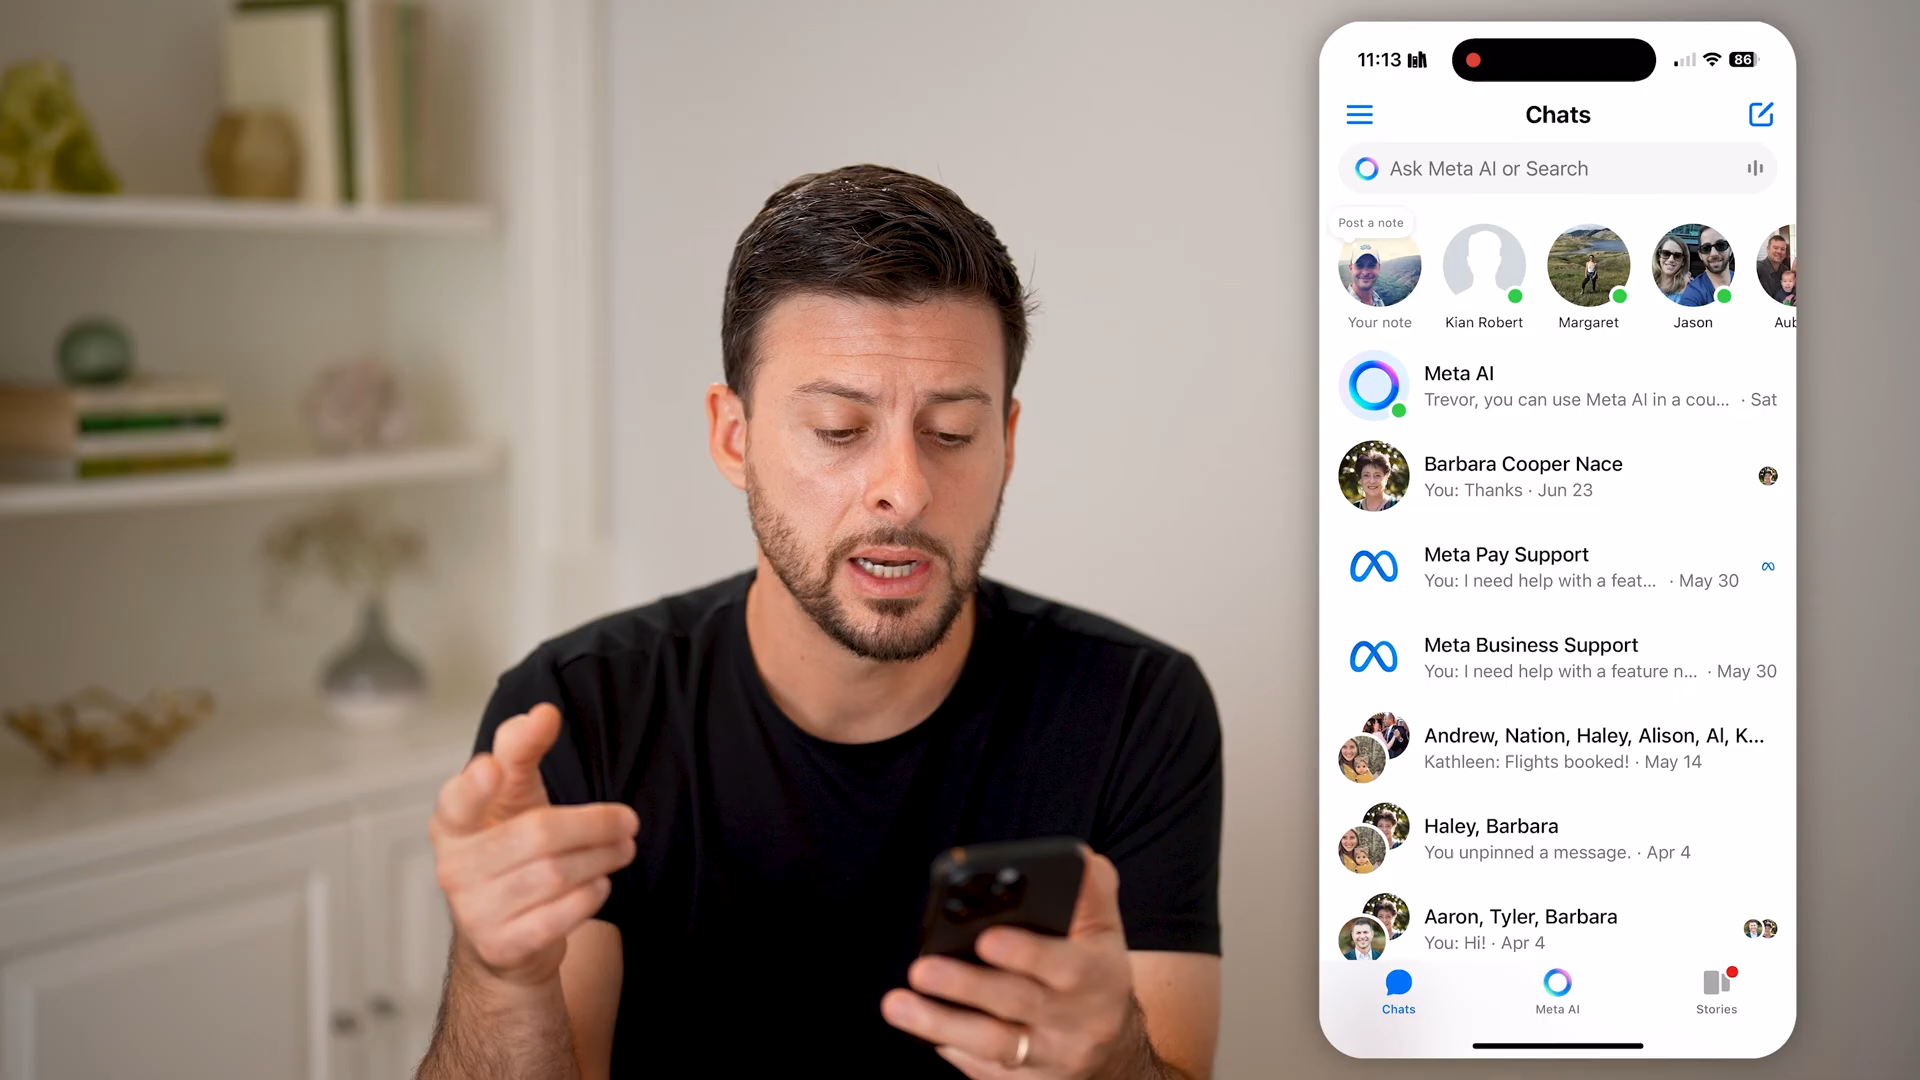 11:13
86
Chats
Ask Meta AI or Search
Post a note
Your note
Kian Robert
Margaret
Jason
Aub
Meta AI
Trevor, you can use Meta AI in a cou... · Sat
Barbara Cooper Nace
You: Thanks · Jun 23
Meta Pay Support
You: I need help with a feat... · May 30
Meta Business Support
You: I need help with a feature n... · May 30
Andrew, Nation, Haley, Alison, Al, K...
Kathleen: Flights booked! · May 14
Haley, Barbara
You unpinned a message. · Apr 4
Aaron, Tyler, Barbara
You: Hi! · Apr 4
Chats
Meta AI
Stories